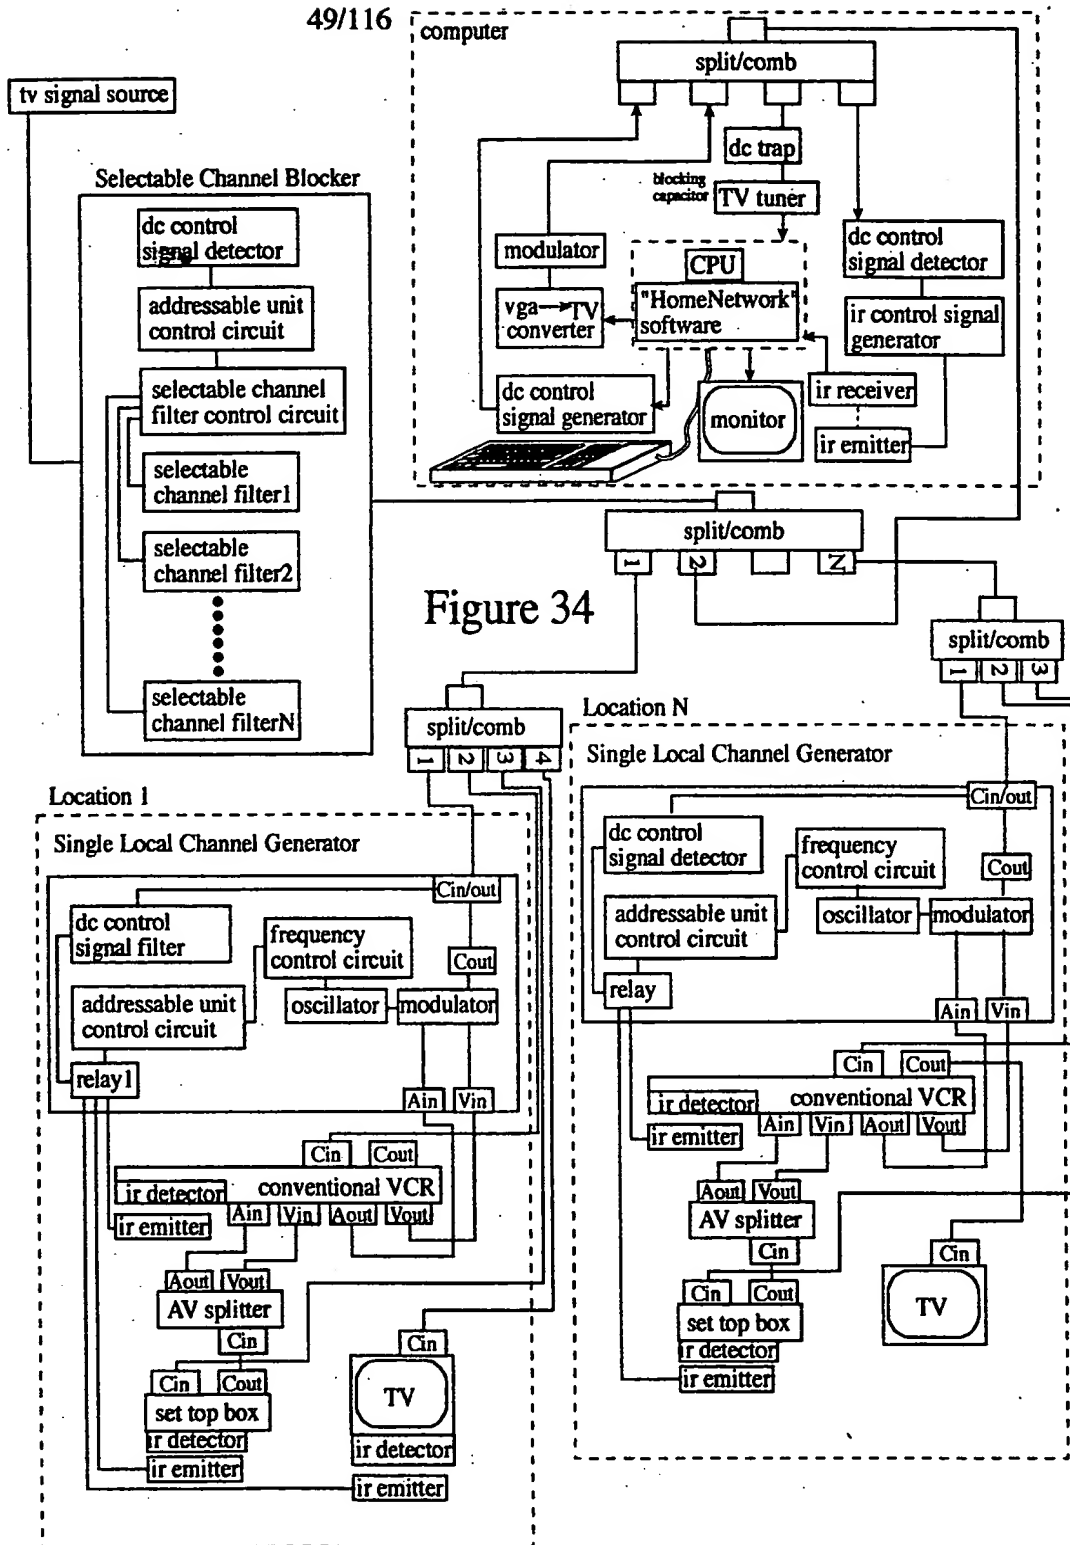 49/116
computer
split/comb
tv signal source
dc trap
blocking
capacitor
TV tuner
Selectable Channel Blocker
dc control
signal detector
addressable unit
control circuit
selectable channel
filter control circuit
selectable
channel filter1
selectable
channel filter2
selectable
channel filterN
modulator
vga→TV
converter
CPU
"HomeNetwork"
software
dc control
signal detector
ir control signal
generator
dc control
signal generator
monitor
ir receiver
ir emitter
split/comb
1
2
N
Figure 34
split/comb
1
2
3
split/comb
1
2
3
4
Location 1
Single Local Channel Generator
Cin/out
dc control
signal filter
frequency
control circuit
Cout
addressable unit
control circuit
oscillator
modulator
relay1
Ain
Vin
Cin
Cout
ir detector
conventional VCR
ir emitter
Ain
Vin
Aout
Vout
Aout
Vout
AV splitter
Cin
Cin
Cout
set top box
ir detector
ir emitter
Cin
TV
ir detector
ir emitter
Location N
Single Local Channel Generator
Cin/out
dc control
signal detector
frequency
control circuit
Cout
addressable unit
control circuit
oscillator
modulator
relay
Ain
Vin
Cin
Cout
ir detector
conventional VCR
ir emitter
Ain
Vin
Aout
Vout
Aout
Vout
AV splitter
Cin
Cin
Cout
set top box
ir detector
ir emitter
Cin
TV